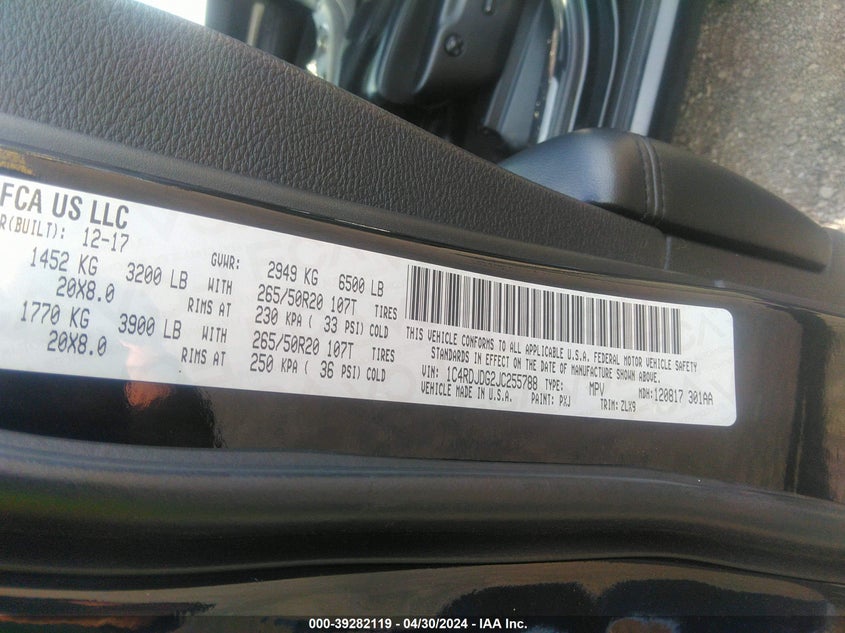 FCA US LLC
R(BUILT): 12-17
GVWR: 2949 KG 6500 LB
1452 KG 3200 LB WITH 265/50R20 107T TIRES
20X8.0 RIMS AT 230 KPA ( 33 PSI) COLD
1770 KG 3900 LB WITH 265/50R20 107T TIRES
20X8.0 RIMS AT 250 KPA ( 36 PSI) COLD
THIS VEHICLE CONFORMS TO ALL APPLICABLE U.S.A. FEDERAL MOTOR VEHICLE SAFETY
STANDARDS IN EFFECT ON THE DATE OF MANUFACTURE SHOWN ABOVE.
VIN: 1C4RDJDG2JC255788 TYPE: MPV MDH:120817 301AA
VEHICLE MADE IN U.S.A. PAINT: PXJ TRIM: ZLX9
000-39282119 - 04/30/2024 - IAA Inc.